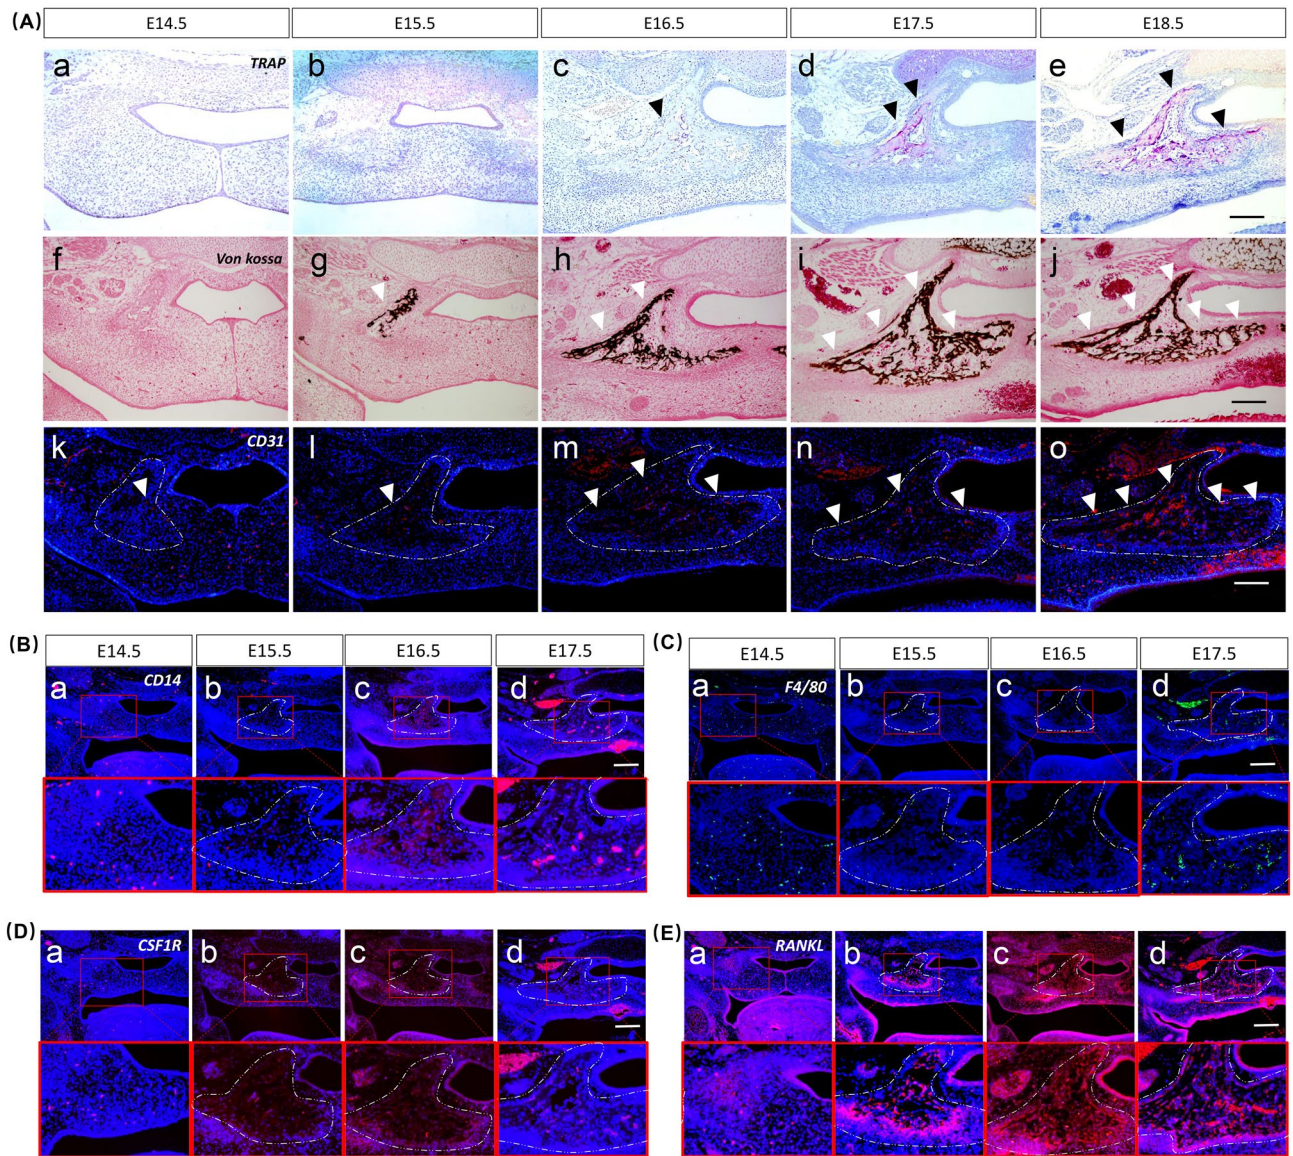 (A) E14.5 E15.5 E16.5 E17.5 E18.5
a TRAP b c d e
f Von kossa g h i j
k CD31 l m n o
(B) E14.5 E15.5 E16.5 E17.5
a CD14 b c d
(C) E14.5 E15.5 E16.5 E17.5
a F4/80 b c d
(D) a CSF1R b c d
(E) a RANKL b c d